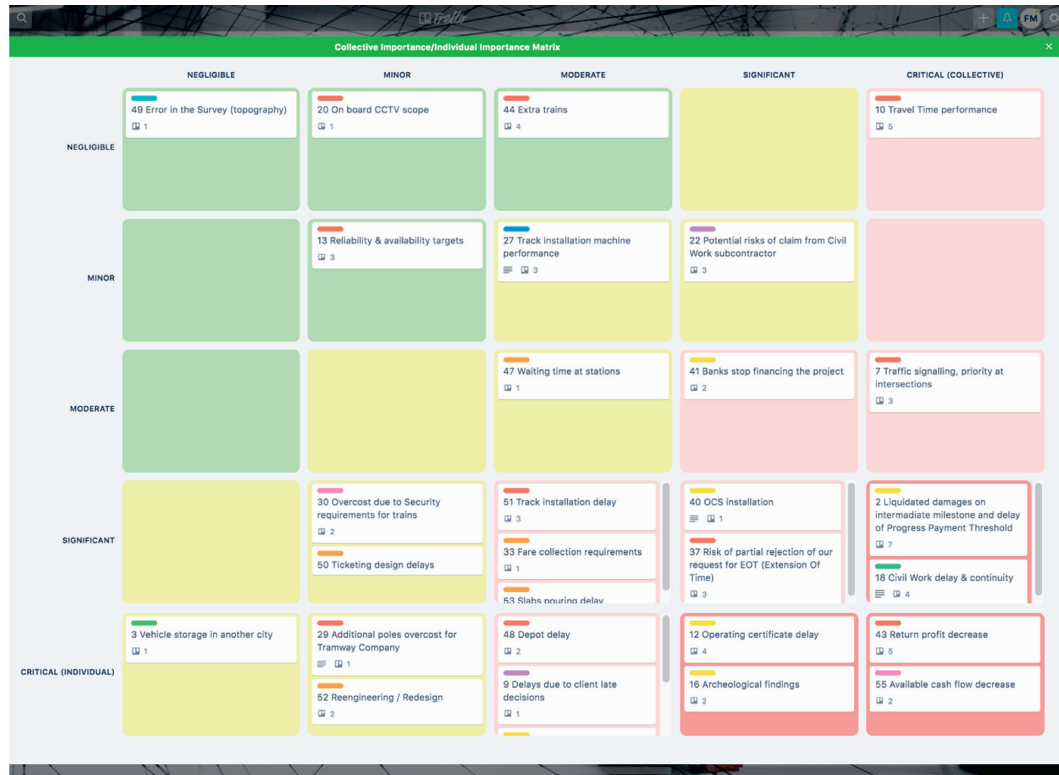 Trello
FM
Collective Importance/Individual Importance Matrix
NEGLIGIBLE
MINOR
MODERATE
SIGNIFICANT
CRITICAL (COLLECTIVE)
NEGLIGIBLE
49 Error in the Survey (topography)
1
20 On board CCTV scope
1
44 Extra trains
4
10 Travel Time performance
5
MINOR
13 Reliability & availability targets
3
27 Track installation machine
performance
3
22 Potential risks of claim from Civil
Work subcontractor
3
MODERATE
47 Waiting time at stations
1
41 Banks stop financing the project
2
7 Traffic signalling, priority at
intersections
3
SIGNIFICANT
30 Overcost due to Security
requirements for trains
2
50 Ticketing design delays
51 Track installation delay
3
33 Fare collection requirements
1
53 Slabs pouring delay
40 OCS installation
1
37 Risk of partial rejection of our
request for EOT (Extension Of
Time)
3
2 Liquidated damages on
intermadiate milestone and delay
of Progress Payment Threshold
7
18 Civil Work delay & continuity
4
CRITICAL (INDIVIDUAL)
3 Vehicle storage in another city
1
29 Additional poles overcost for
Tramway Company
1
52 Reengineering / Redesign
2
48 Depot delay
2
9 Delays due to client late
decisions
1
12 Operating certificate delay
4
16 Archeological findings
2
43 Return profit decrease
5
55 Available cash flow decrease
2